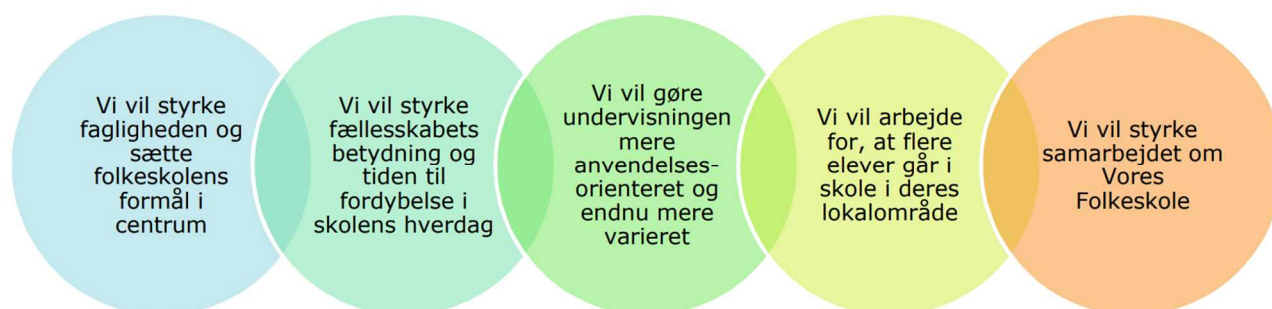 Vi vil styrke
fagligheden og
sætte
folkeskolens
formål i
centrum
Vi vil styrke
fællesskabets
betydning og
tiden til
fordybelse i
skolens hverdag
Vi vil gøre
undervisningen
mere
anvendelses-
orienteret og
endnu mere
varieret
Vi vil arbejde
for, at flere
elever går i
skole i deres
lokalområde
Vi vil styrke
samarbejdet om
Vores
Folkeskole